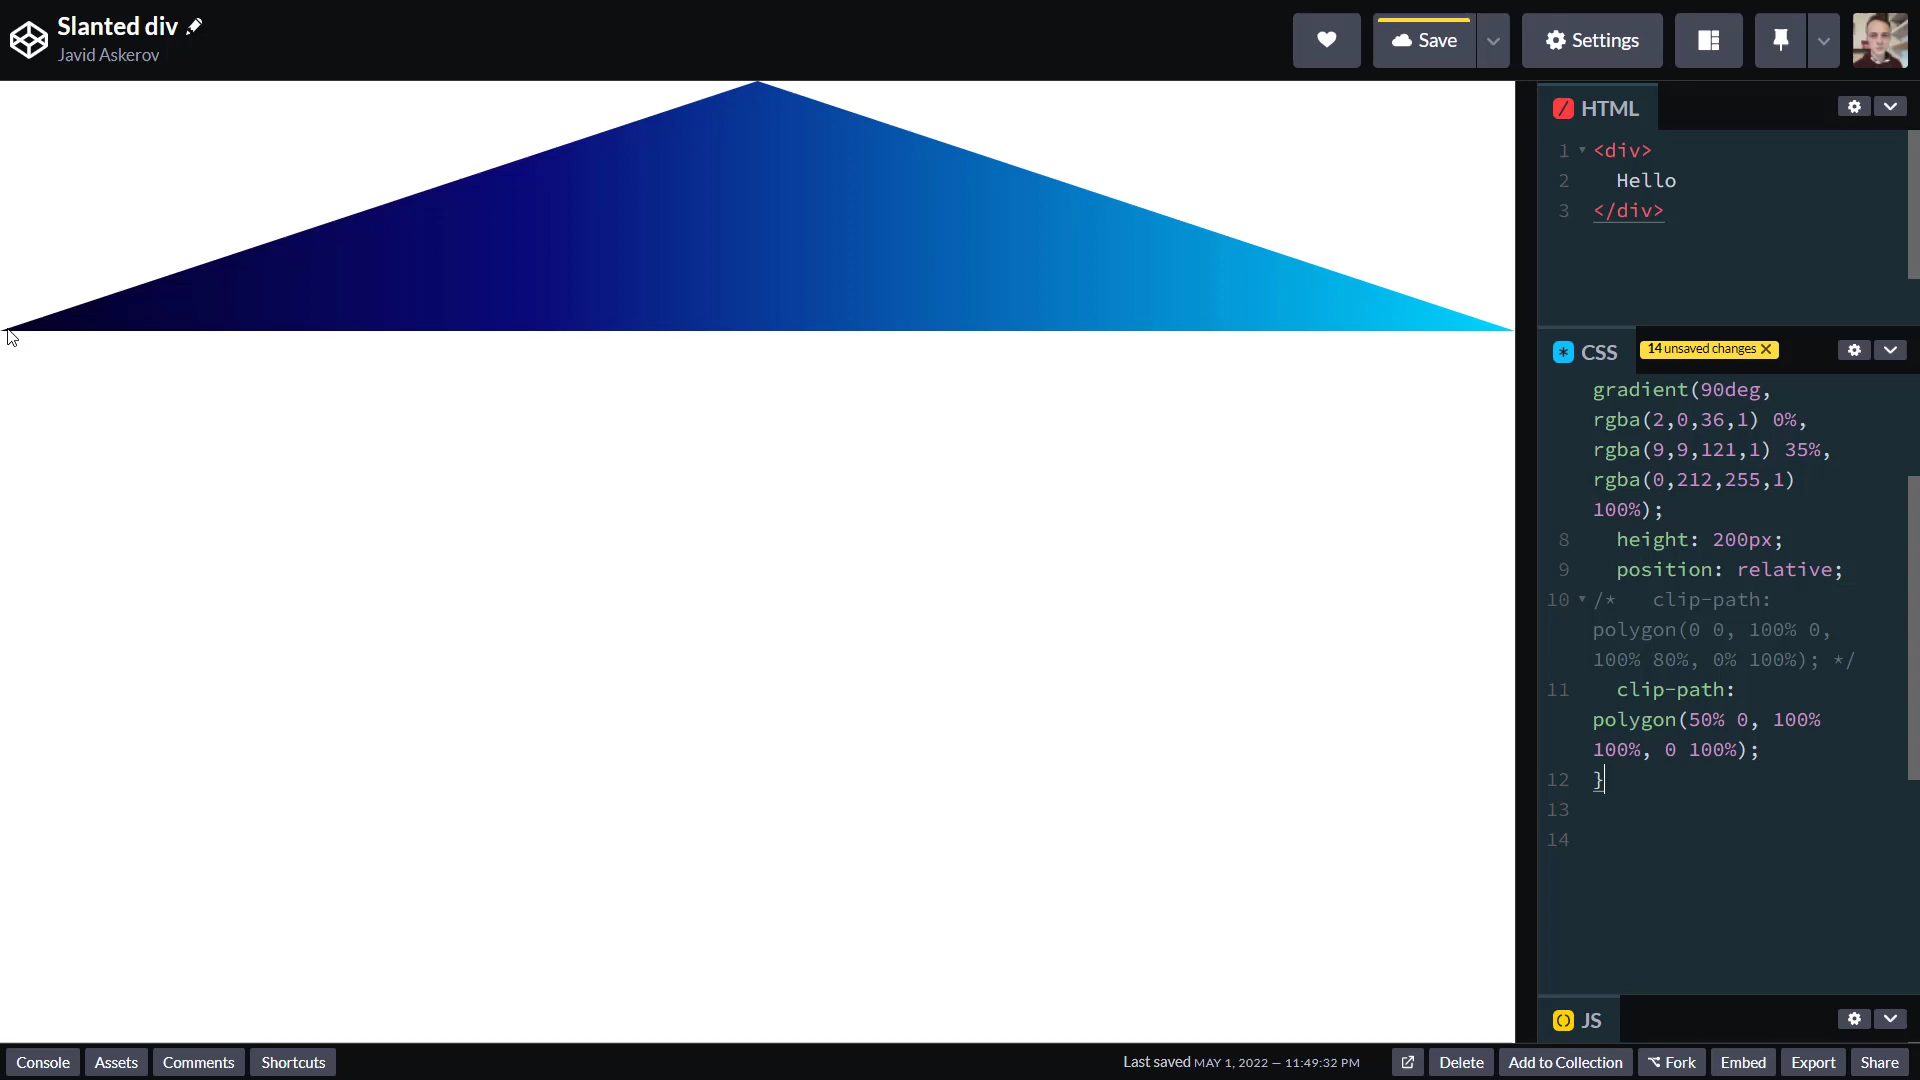 Slanted div
Javid Askerov
Save
Settings
HTML
1 <div>
2 Hello
3 </div>
CSS
14 unsaved changes X
gradient(90deg,
rgba(2,0,36,1) 0%,
rgba(9,9,121,1) 35%,
rgba(0,212,255,1)
100%);
8 height: 200px;
9 position: relative;
10 /* clip-path:
polygon(0 0, 100% 0,
100% 80%, 0% 100%); */
11 clip-path:
polygon(50% 0, 100%
100%, 0 100%);
12 }
13
14
JS
Console Assets Comments Shortcuts Last saved MAY 1, 2022 — 11:49:32 PM Delete Add to Collection Fork Embed Export Share